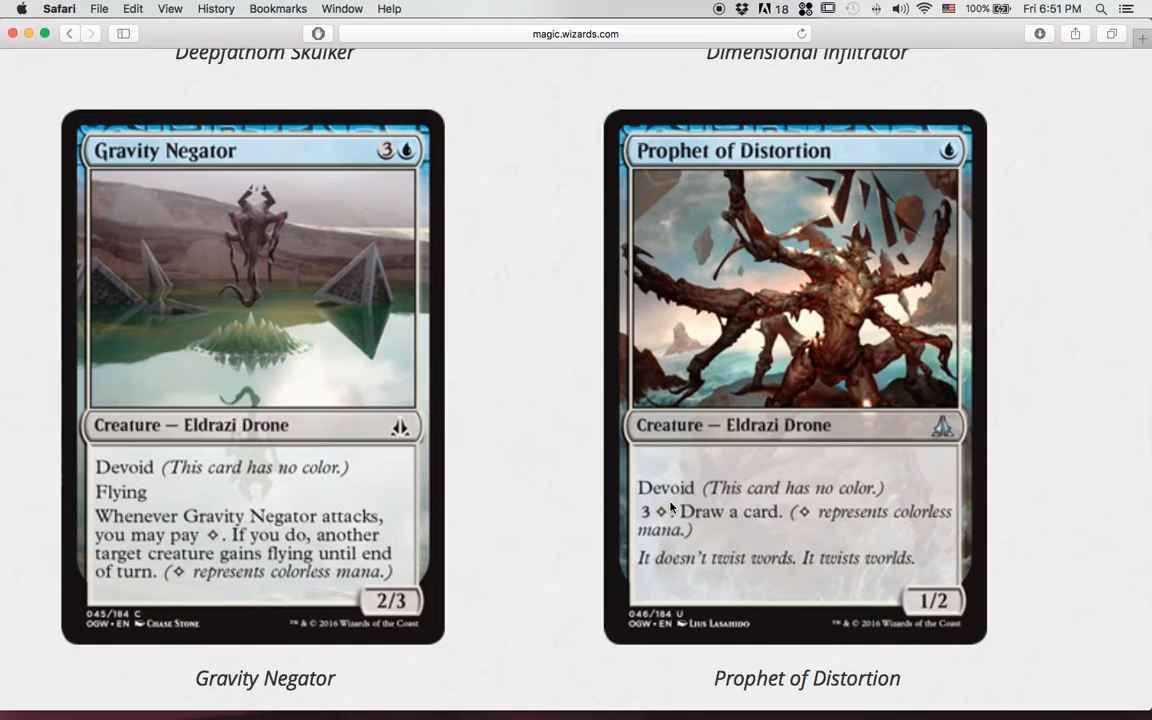 Safari File Edit View History Bookmarks Window Help 18 100% Fri 6:51 PM
magic.wizards.com
Deepfathom Skulker
Dimensional Infiltrator
Gravity Negator 3
Creature — Eldrazi Drone
Devoid (This card has no color.)
Flying
Whenever Gravity Negator attacks,
you may pay ◇. If you do, another
target creature gains flying until end
of turn. (◇ represents colorless mana.)
2/3
045/184 C
OGW • EN CHASE STONE
™ & © 2016 Wizards of the Coast
Gravity Negator
Prophet of Distortion
Creature — Eldrazi Drone
Devoid (This card has no color.)
3 ◇: Draw a card. (◇ represents colorless
mana.)
It doesn't twist words. It twists worlds.
1/2
046/184 U
OGW • EN LIUS LASAHIDO
™ & © 2016 Wizards of the Coast
Prophet of Distortion